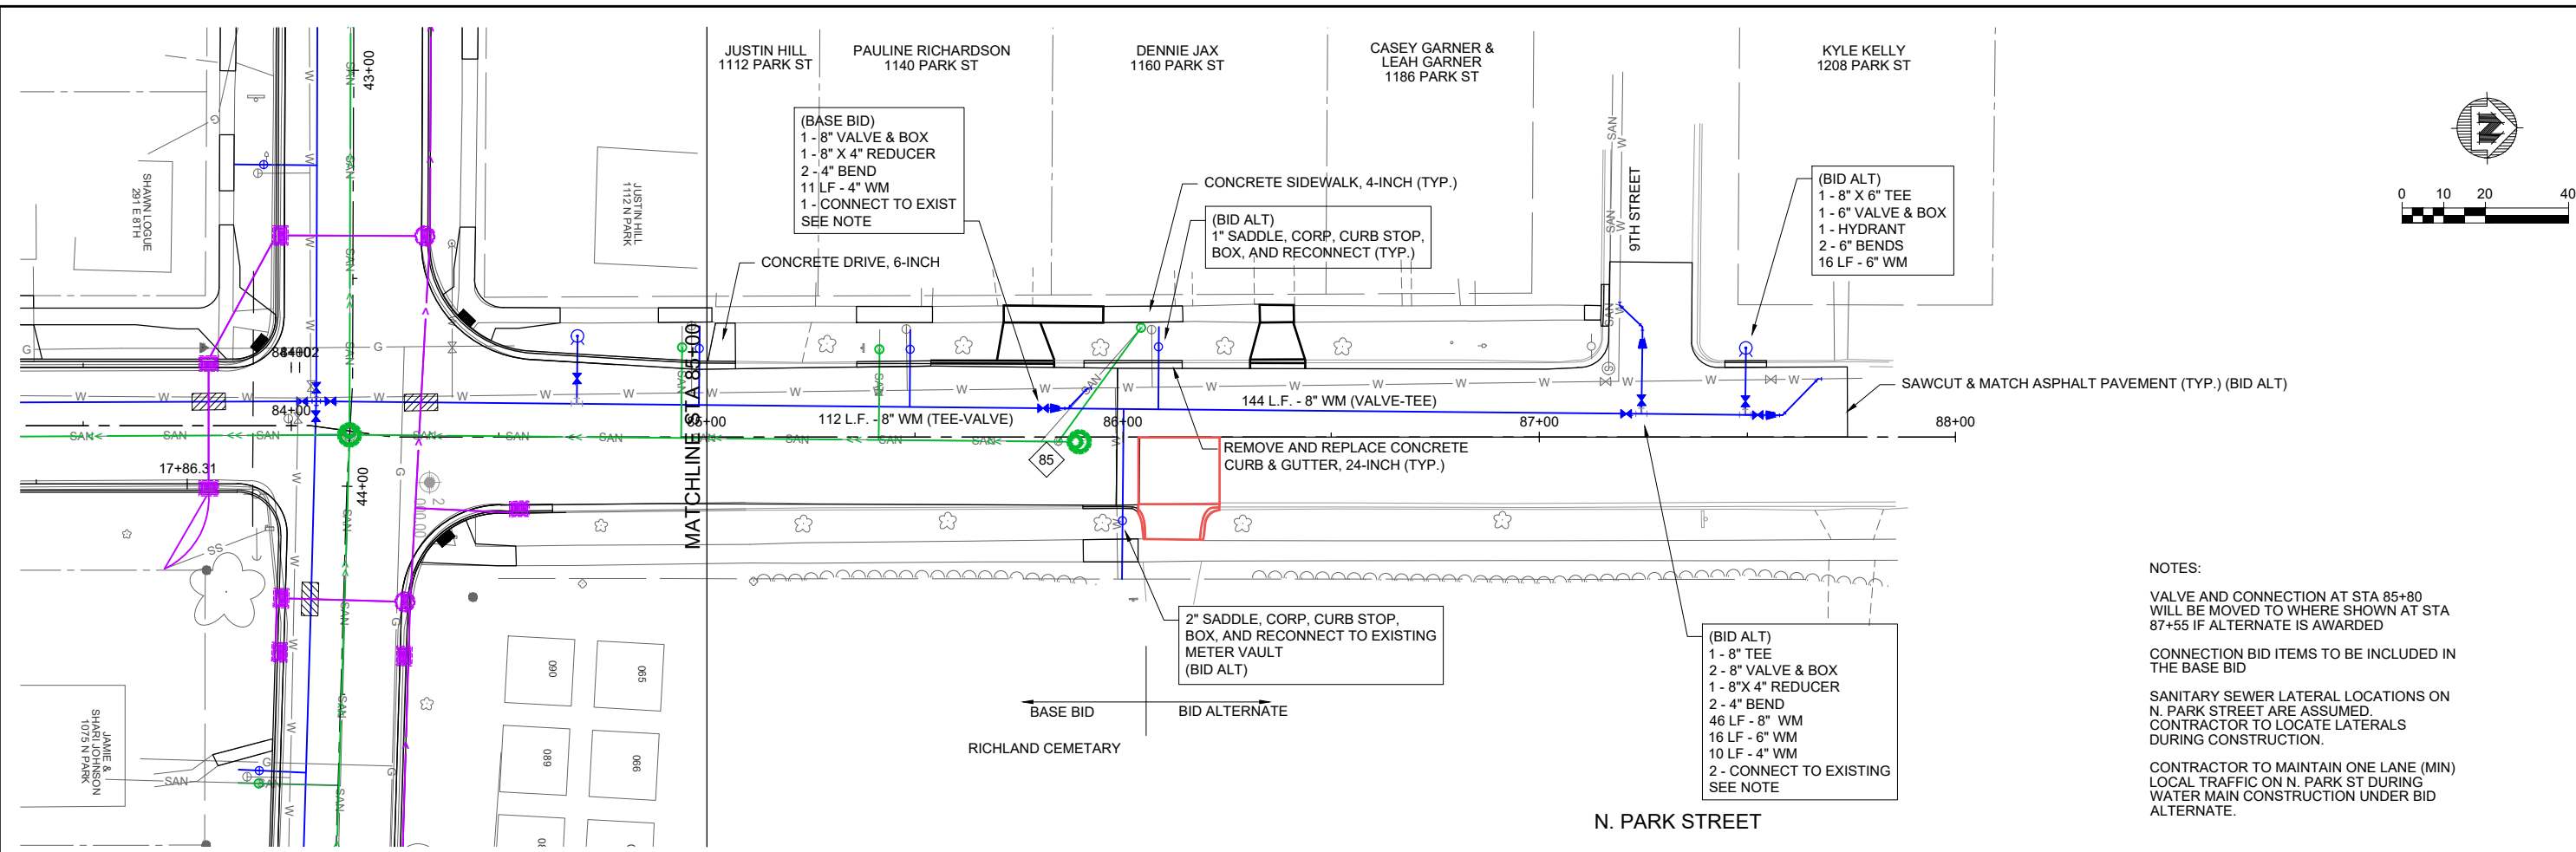 JUSTIN HILL
1112 PARK ST
PAULINE RICHARDSON
1140 PARK ST
DENNIE JAX
1160 PARK ST
CASEY GARNER &
LEAH GARNER
1186 PARK ST
KYLE KELLY
1208 PARK ST
43+00
(BASE BID)
1 - 8" VALVE & BOX
1 - 8" X 4" REDUCER
2 - 4" BEND
11 LF - 4" WM
1 - CONNECT TO EXIST
SEE NOTE
CONCRETE SIDEWALK, 4-INCH (TYP.)
(BID ALT)
1" SADDLE, CORP, CURB STOP,
BOX, AND RECONNECT (TYP.)
9TH STREET
(BID ALT)
1 - 8" X 6" TEE
1 - 6" VALVE & BOX
1 - HYDRANT
2 - 6" BENDS
16 LF - 6" WM
0 10 20 40
N
SHAWN LOGUE
291 E 8TH
JUSTIN HILL
1112 N PARK
CONCRETE DRIVE, 6-INCH
MATCHLINE STA 85+00
84+00
85+00
112 L.F. - 8" WM (TEE-VALVE)
86+00
144 L.F. - 8" WM (VALVE-TEE)
87+00
88+00
SAWCUT & MATCH ASPHALT PAVEMENT (TYP.) (BID ALT)
85
REMOVE AND REPLACE CONCRETE
CURB & GUTTER, 24-INCH (TYP.)
17+86.31
44+00
SS
W
G
SAN
2" SADDLE, CORP, CURB STOP,
BOX, AND RECONNECT TO EXISTING
METER VAULT
(BID ALT)
BASE BID
BID ALTERNATE
RICHLAND CEMETARY
(BID ALT)
1 - 8" TEE
2 - 8" VALVE & BOX
1 - 8"X 4" REDUCER
2 - 4" BEND
46 LF - 8" WM
16 LF - 6" WM
10 LF - 4" WM
2 - CONNECT TO EXISTING
SEE NOTE
N. PARK STREET
090
065
089
066
JAMIE &
SHARI JOHNSON
1075 N PARK
NOTES:
VALVE AND CONNECTION AT STA 85+80
WILL BE MOVED TO WHERE SHOWN AT STA
87+55 IF ALTERNATE IS AWARDED
CONNECTION BID ITEMS TO BE INCLUDED IN
THE BASE BID
SANITARY SEWER LATERAL LOCATIONS ON
N. PARK STREET ARE ASSUMED.
CONTRACTOR TO LOCATE LATERALS
DURING CONSTRUCTION.
CONTRACTOR TO MAINTAIN ONE LANE (MIN)
LOCAL TRAFFIC ON N. PARK ST DURING
WATER MAIN CONSTRUCTION UNDER BID
ALTERNATE.